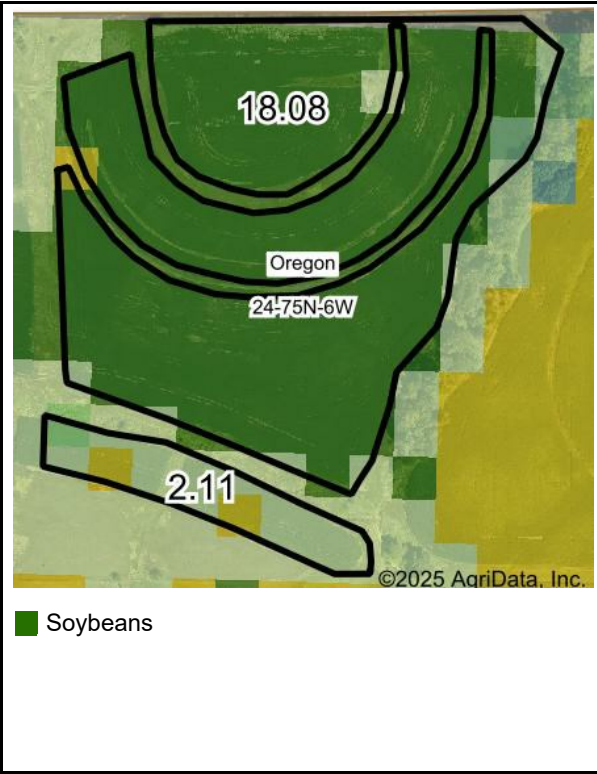 18.08
Oregon
24-75N-6W
2.11
©2025 AgriData, Inc.
Soybeans